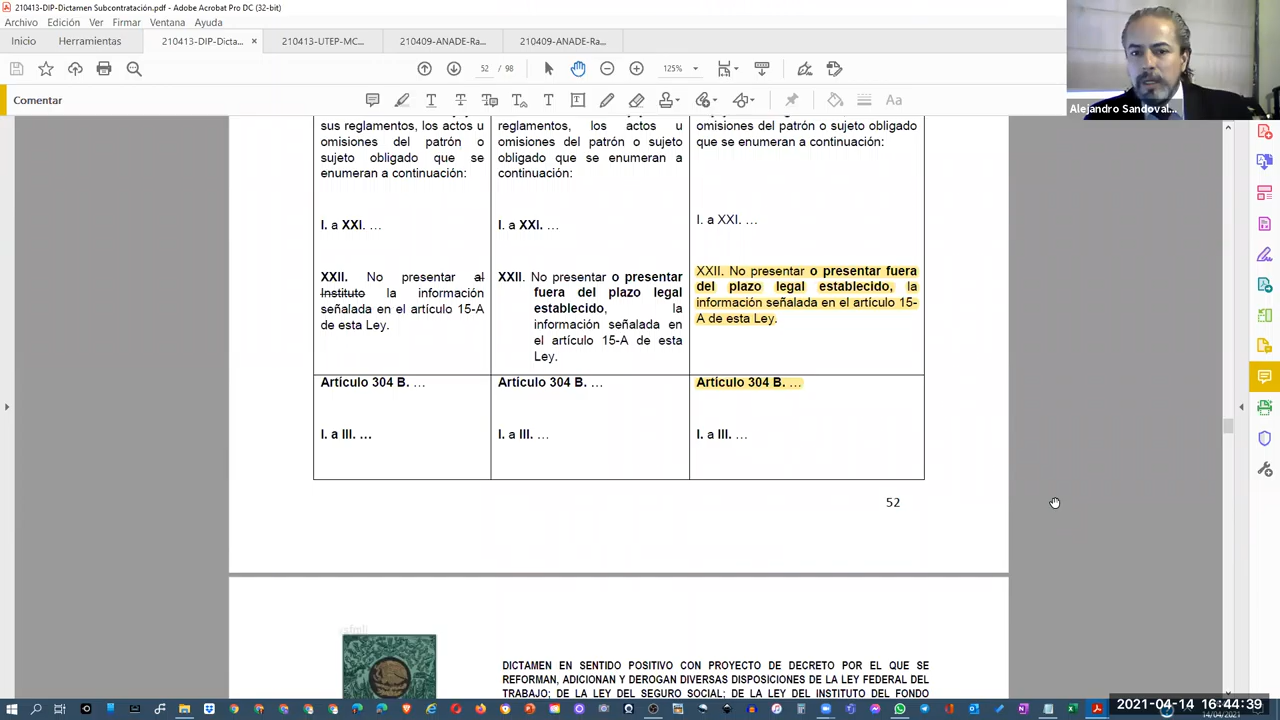 210413-DIP-Dictamen Subcontratación.pdf - Adobe Acrobat Pro DC (32-bit)
Archivo Edición Ver Firmar Ventana Ayuda
Inicio Herramientas 210413-DIP-Dicta... × 210413-UTEP-MC... 210409-ANADE-Ra... 210409-ANADE-Ra...
52 / 98 125%
Comentar
Alejandro Sandoval...
sus reglamentos, los actos u
omisiones del patrón o
sujeto obligado que se
enumeran a continuación:
I. a XXI. …
XXII. No presentar al
Instituto la información
señalada en el artículo 15-A
de esta Ley.
reglamentos, los actos u
omisiones del patrón o sujeto
obligado que se enumeran a
continuación:
I. a XXI. …
XXII. No presentar o presentar
fuera del plazo legal
establecido, la
información señalada en
el artículo 15-A de esta
Ley.
omisiones del patrón o sujeto obligado
que se enumeran a continuación:
I. a XXI. …
XXII. No presentar o presentar fuera
del plazo legal establecido, la
información señalada en el artículo 15-
A de esta Ley.
Artículo 304 B. …
I. a III. …
Artículo 304 B. …
I. a III. …
Artículo 304 B. …
I. a III. …
52
DICTAMEN EN SENTIDO POSITIVO CON PROYECTO DE DECRETO POR EL QUE SE
REFORMAN, ADICIONAN Y DEROGAN DIVERSAS DISPOSICIONES DE LA LEY FEDERAL DEL
TRABAJO; DE LA LEY DEL SEGURO SOCIAL; DE LA LEY DEL INSTITUTO DEL FONDO
2021-04-14 16:44:39
14/04/2021